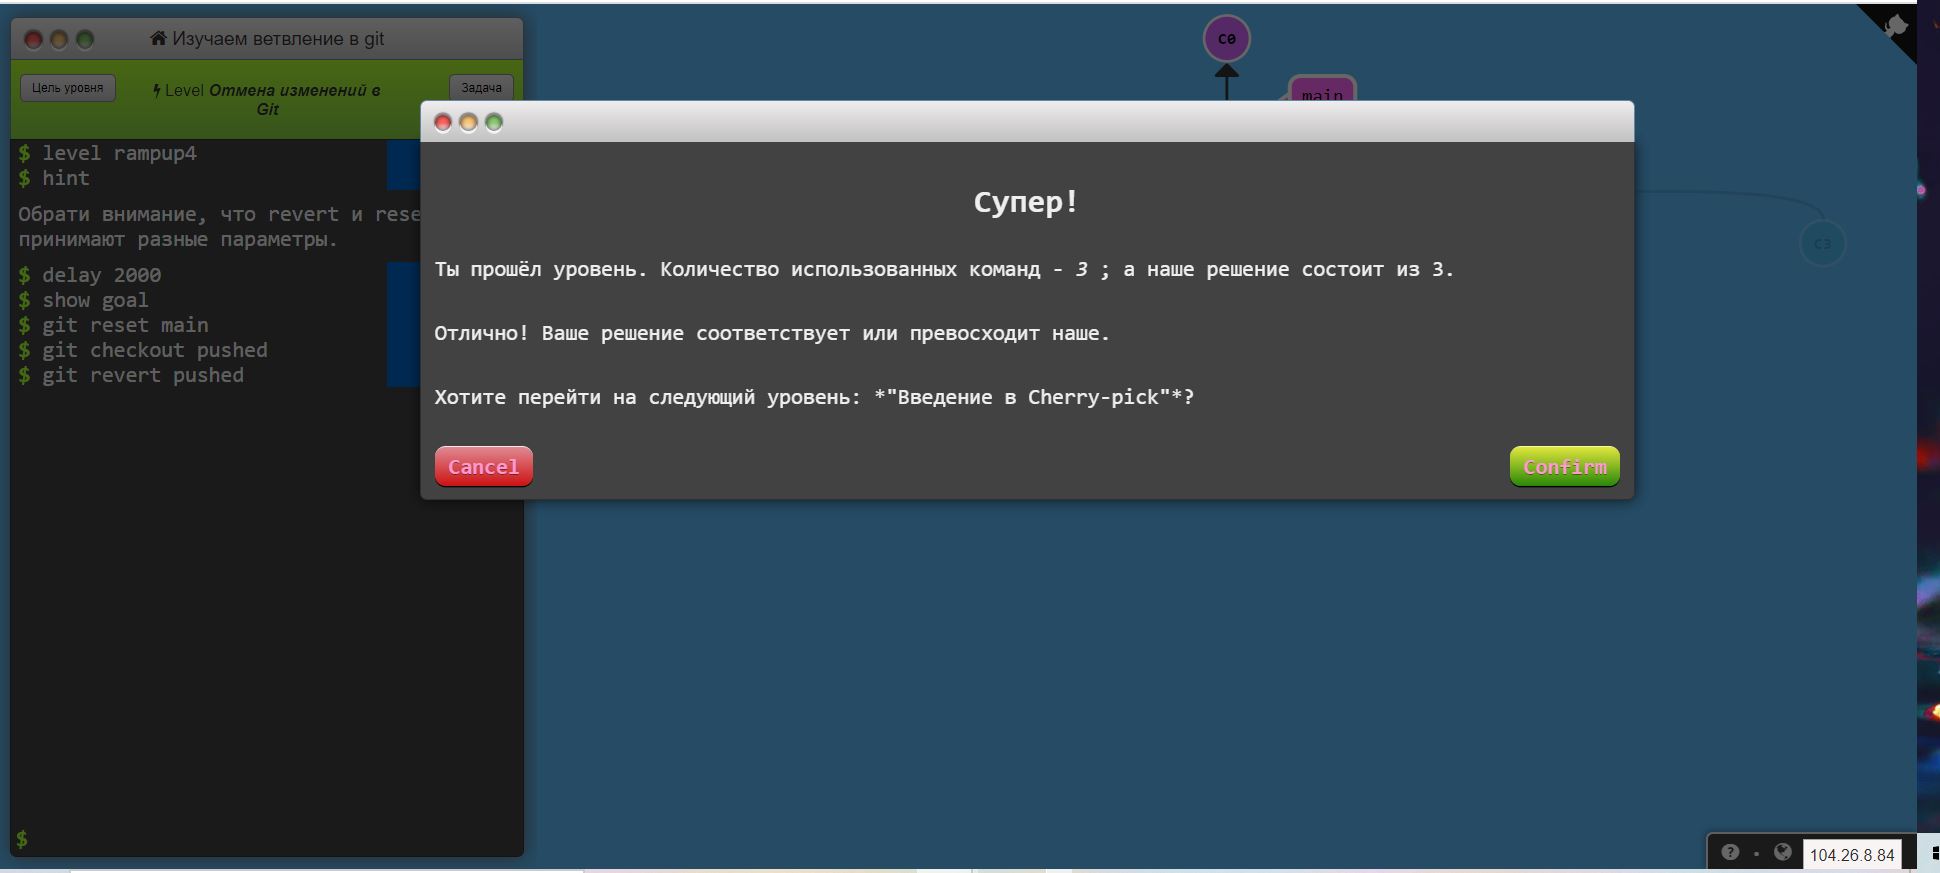 Изучаем ветвление в git
Цель уровня
Level Отмена изменений в
Git
Задача
$ level rampup4
$ hint
Обрати внимание, что revert и rese
принимают разные параметры.
$ delay 2000
$ show goal
$ git reset main
$ git checkout pushed
$ git revert pushed
$
C0
main
C3
Супер!
Ты прошёл уровень. Количество использованных команд - 3 ; а наше решение состоит из 3.
Отлично! Ваше решение соответствует или превосходит наше.
Хотите перейти на следующий уровень: *"Введение в Cherry-pick"*?
Cancel
Confirm
104.26.8.84